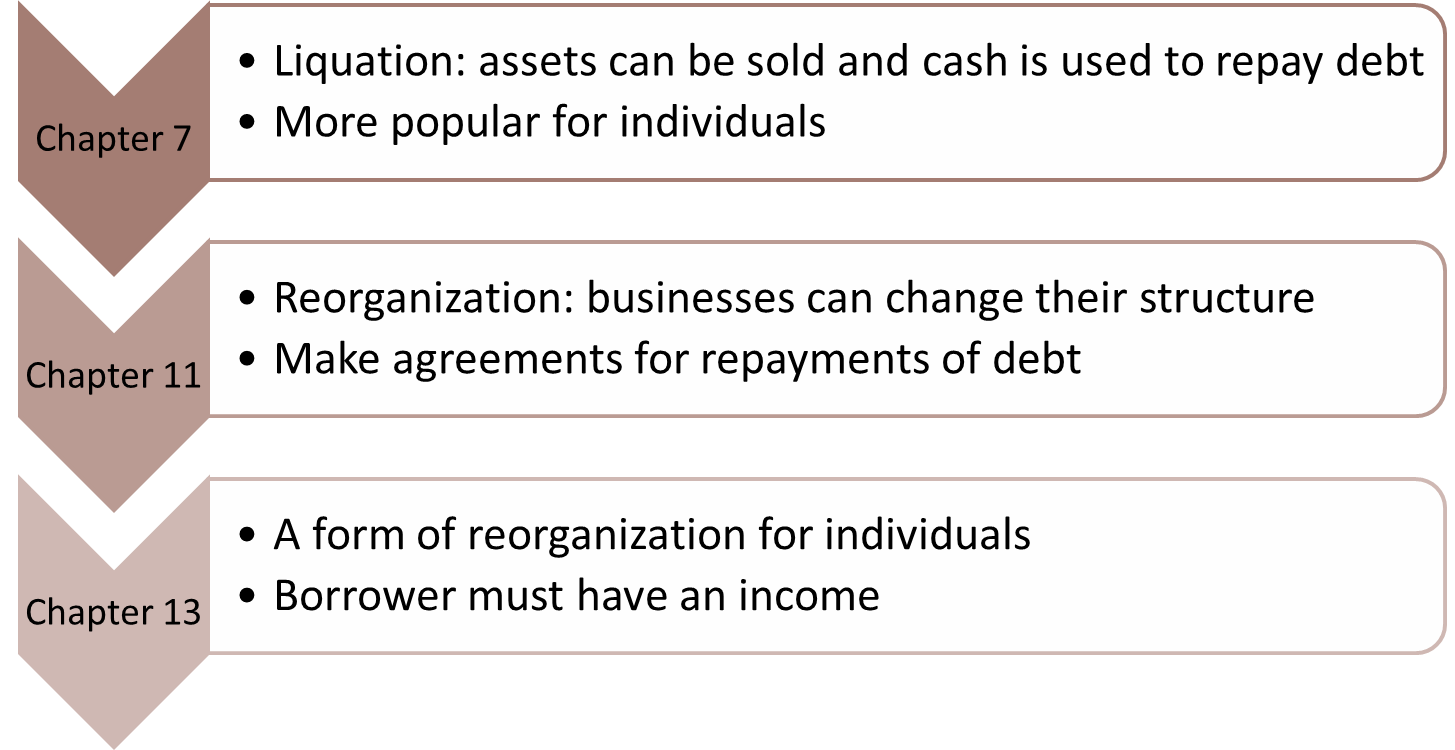 Chapter 7
• Liquation: assets can be sold and cash is used to repay debt
• More popular for individuals
Chapter 11
• Reorganization: businesses can change their structure
• Make agreements for repayments of debt
Chapter 13
• A form of reorganization for individuals
• Borrower must have an income